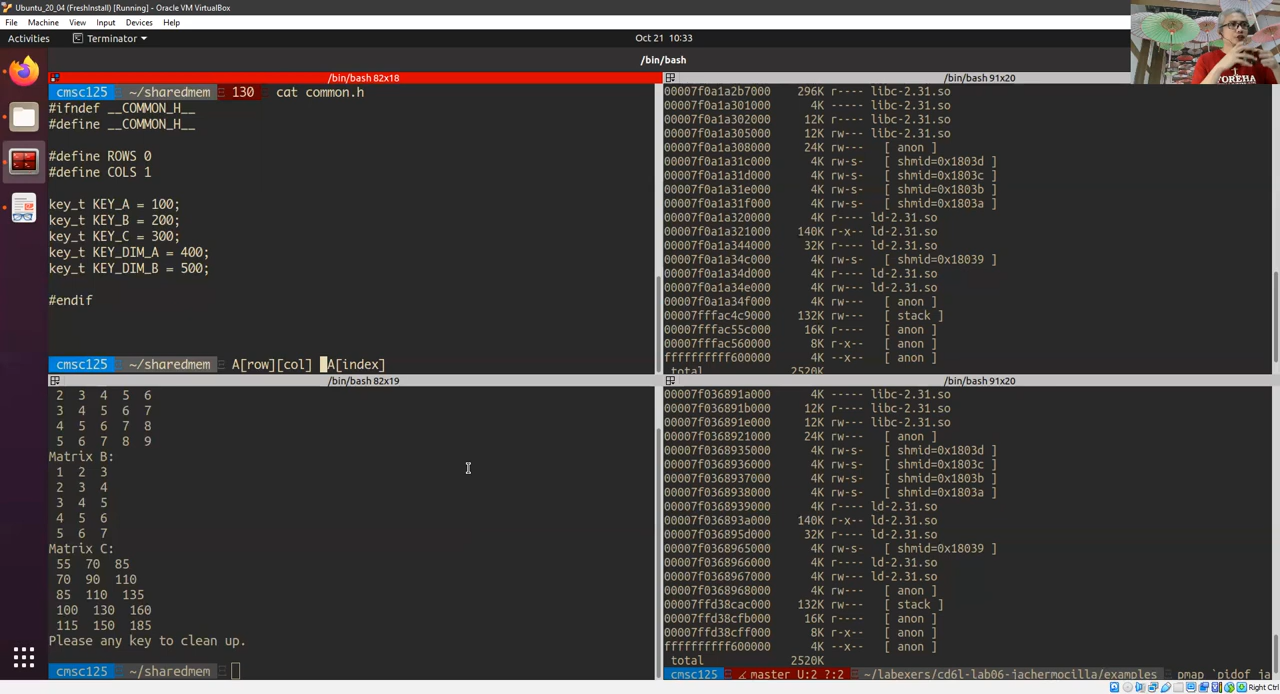 Ubuntu_20_04 (FreshInstall) [Running] - Oracle VM VirtualBox
File Machine View Input Devices Help
Activities Terminator Oct 21 10:33
/bin/bash
/bin/bash 82x18
cmsc125 ~/sharedmem 130 cat common.h
#ifndef __COMMON_H__
#define __COMMON_H__
#define ROWS 0
#define COLS 1
key_t KEY_A = 100;
key_t KEY_B = 200;
key_t KEY_C = 300;
key_t KEY_DIM_A = 400;
key_t KEY_DIM_B = 500;
#endif
cmsc125 ~/sharedmem A[row][col] A[index]
/bin/bash 91x20
00007f0a1a2b7000 296K r---- libc-2.31.so
00007f0a1a301000 4K ----- libc-2.31.so
00007f0a1a302000 12K r---- libc-2.31.so
00007f0a1a305000 12K rw--- libc-2.31.so
00007f0a1a308000 24K rw--- [ anon ]
00007f0a1a31c000 4K rw-s- [ shmid=0x1803d ]
00007f0a1a31d000 4K rw-s- [ shmid=0x1803c ]
00007f0a1a31e000 4K rw-s- [ shmid=0x1803b ]
00007f0a1a31f000 4K rw-s- [ shmid=0x1803a ]
00007f0a1a320000 4K r---- ld-2.31.so
00007f0a1a321000 140K r-x-- ld-2.31.so
00007f0a1a344000 32K r---- ld-2.31.so
00007f0a1a34c000 4K rw-s- [ shmid=0x18039 ]
00007f0a1a34d000 4K r---- ld-2.31.so
00007f0a1a34e000 4K rw--- ld-2.31.so
00007f0a1a34f000 4K rw--- [ anon ]
00007fffac4c9000 132K rw--- [ stack ]
00007fffac55c000 16K r---- [ anon ]
00007fffac560000 8K r-x-- [ anon ]
ffffffffff600000 4K --x-- [ anon ]
total 2520K
/bin/bash 82x19
2 3 4 5 6
3 4 5 6 7
4 5 6 7 8
5 6 7 8 9
Matrix B:
1 2 3
2 3 4
3 4 5
4 5 6
5 6 7
Matrix C:
55 70 85
70 90 110
85 110 135
100 130 160
115 150 185
Please any key to clean up.
cmsc125 ~/sharedmem
/bin/bash 91x20
00007f036891a000 4K ----- libc-2.31.so
00007f036891b000 12K r---- libc-2.31.so
00007f036891e000 12K rw--- libc-2.31.so
00007f0368921000 24K rw--- [ anon ]
00007f0368935000 4K rw-s- [ shmid=0x1803d ]
00007f0368936000 4K rw-s- [ shmid=0x1803c ]
00007f0368937000 4K rw-s- [ shmid=0x1803b ]
00007f0368938000 4K rw-s- [ shmid=0x1803a ]
00007f0368939000 4K r---- ld-2.31.so
00007f036893a000 140K r-x-- ld-2.31.so
00007f036895d000 32K r---- ld-2.31.so
00007f0368965000 4K rw-s- [ shmid=0x18039 ]
00007f0368966000 4K r---- ld-2.31.so
00007f0368967000 4K rw--- ld-2.31.so
00007f0368968000 4K rw--- [ anon ]
00007ffd38cac000 132K rw--- [ stack ]
00007ffd38cfb000 16K r---- [ anon ]
00007ffd38cff000 8K r-x-- [ anon ]
ffffffffff600000 4K --x-- [ anon ]
total 2520K
cmsc125 master U:2 ?:2 ~/labexers/cd6l-lab06-jachermocilla/examples pmap `pidof ja
Right Ctrl